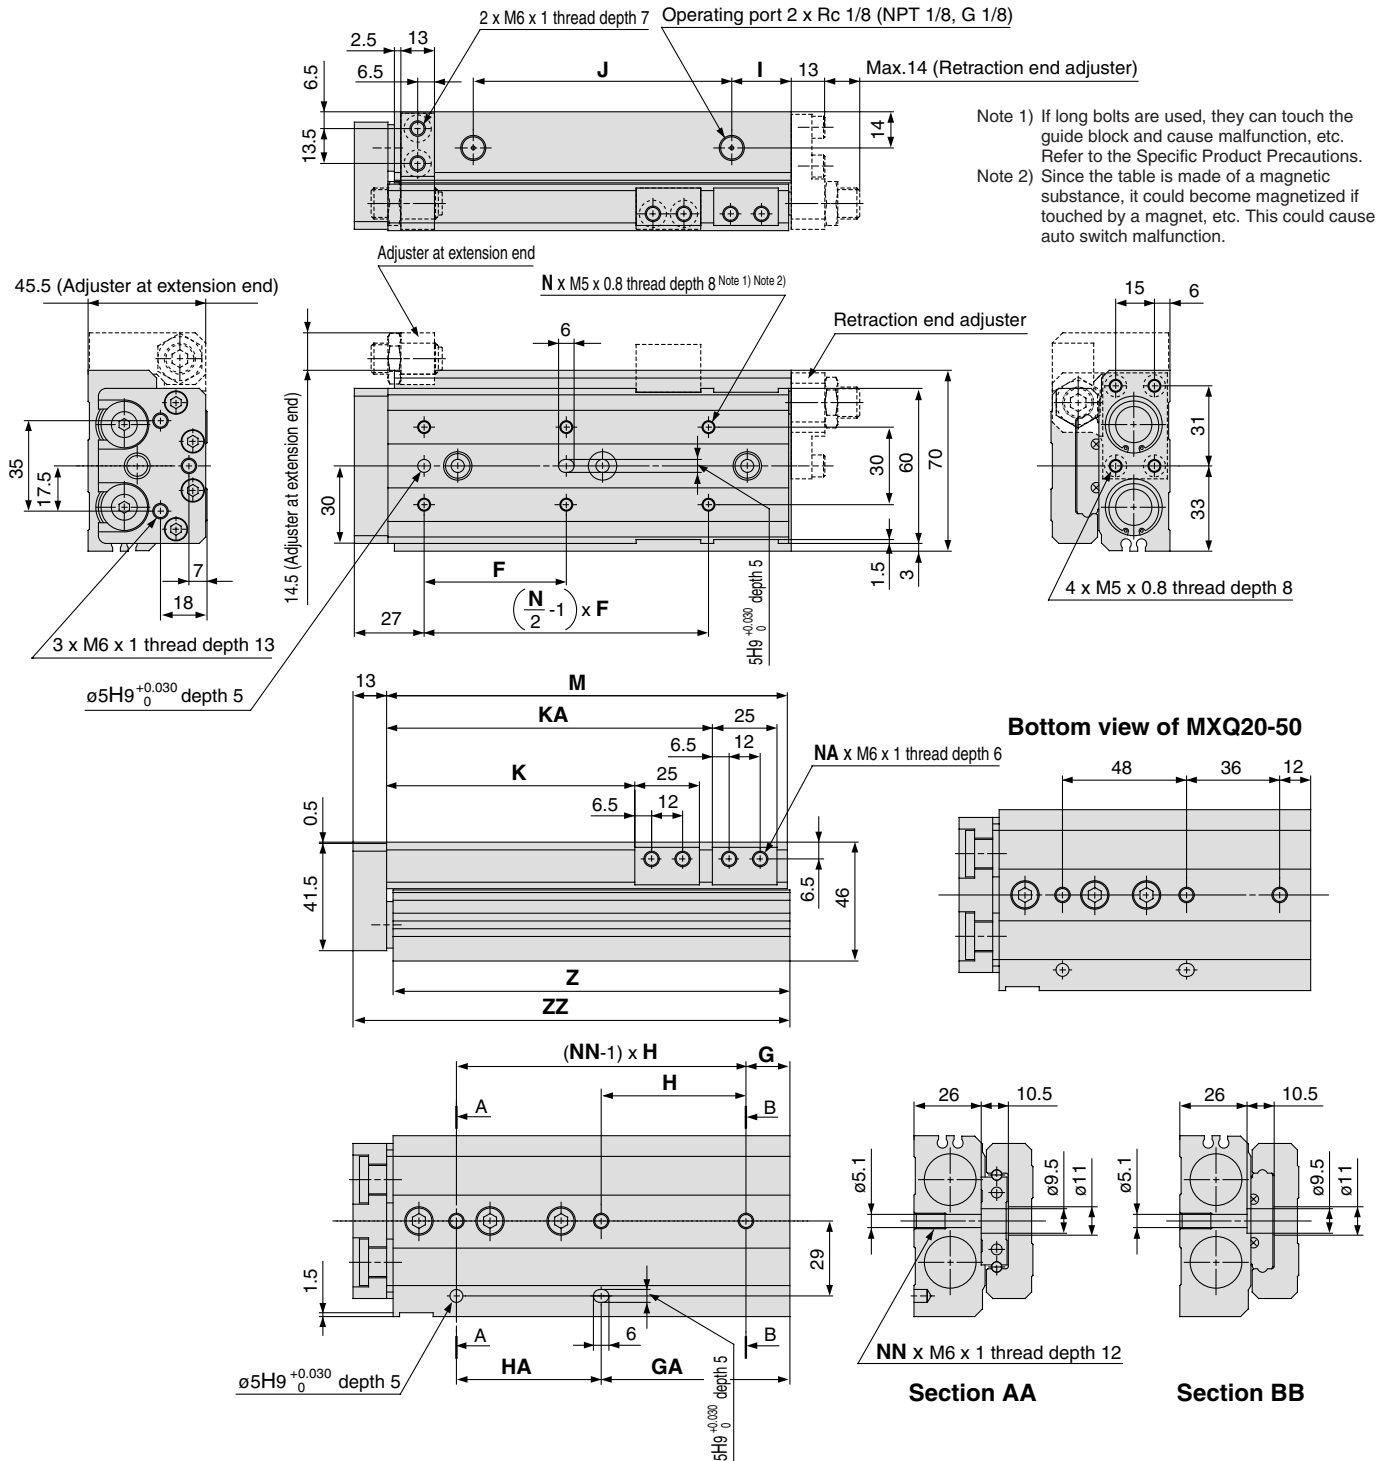 2 x M6 x 1 thread depth 7
Operating port 2 x Rc 1/8 (NPT 1/8, G 1/8)
2.5
13
6.5
6.5
13.5
J
I
13
Max.14 (Retraction end adjuster)
14
Note 1) If long bolts are used, they can touch the
guide block and cause malfunction, etc.
Refer to the Specific Product Precautions.
Note 2) Since the table is made of a magnetic
substance, it could become magnetized if
touched by a magnet, etc. This could cause
auto switch malfunction.
Adjuster at extension end
45.5 (Adjuster at extension end)
N x M5 x 0.8 thread depth 8 Note 1) Note 2)
Retraction end adjuster
6
15
6
14.5 (Adjuster at extension end)
35
17.5
30
30
60
70
31
33
7
18
F
(N/2 -1) x F
27
1.5
3
5H9 +0.030 0 depth 5
4 x M5 x 0.8 thread depth 8
3 x M6 x 1 thread depth 13
ø5H9 +0.030 0 depth 5
13
M
KA
25
6.5
12
NA x M6 x 1 thread depth 6
K
25
6.5
12
0.5
41.5
6.5
46
Z
ZZ
Bottom view of MXQ20-50
48
36
12
(NN-1) x H
G
H
A
B
29
1.5
6
A
B
HA
GA
ø5H9 +0.030 0 depth 5
5H9 +0.030 0 depth 5
26
10.5
ø5.1
ø9.5
ø11
NN x M6 x 1 thread depth 12
Section AA
26
10.5
ø5.1
ø9.5
ø11
Section BB